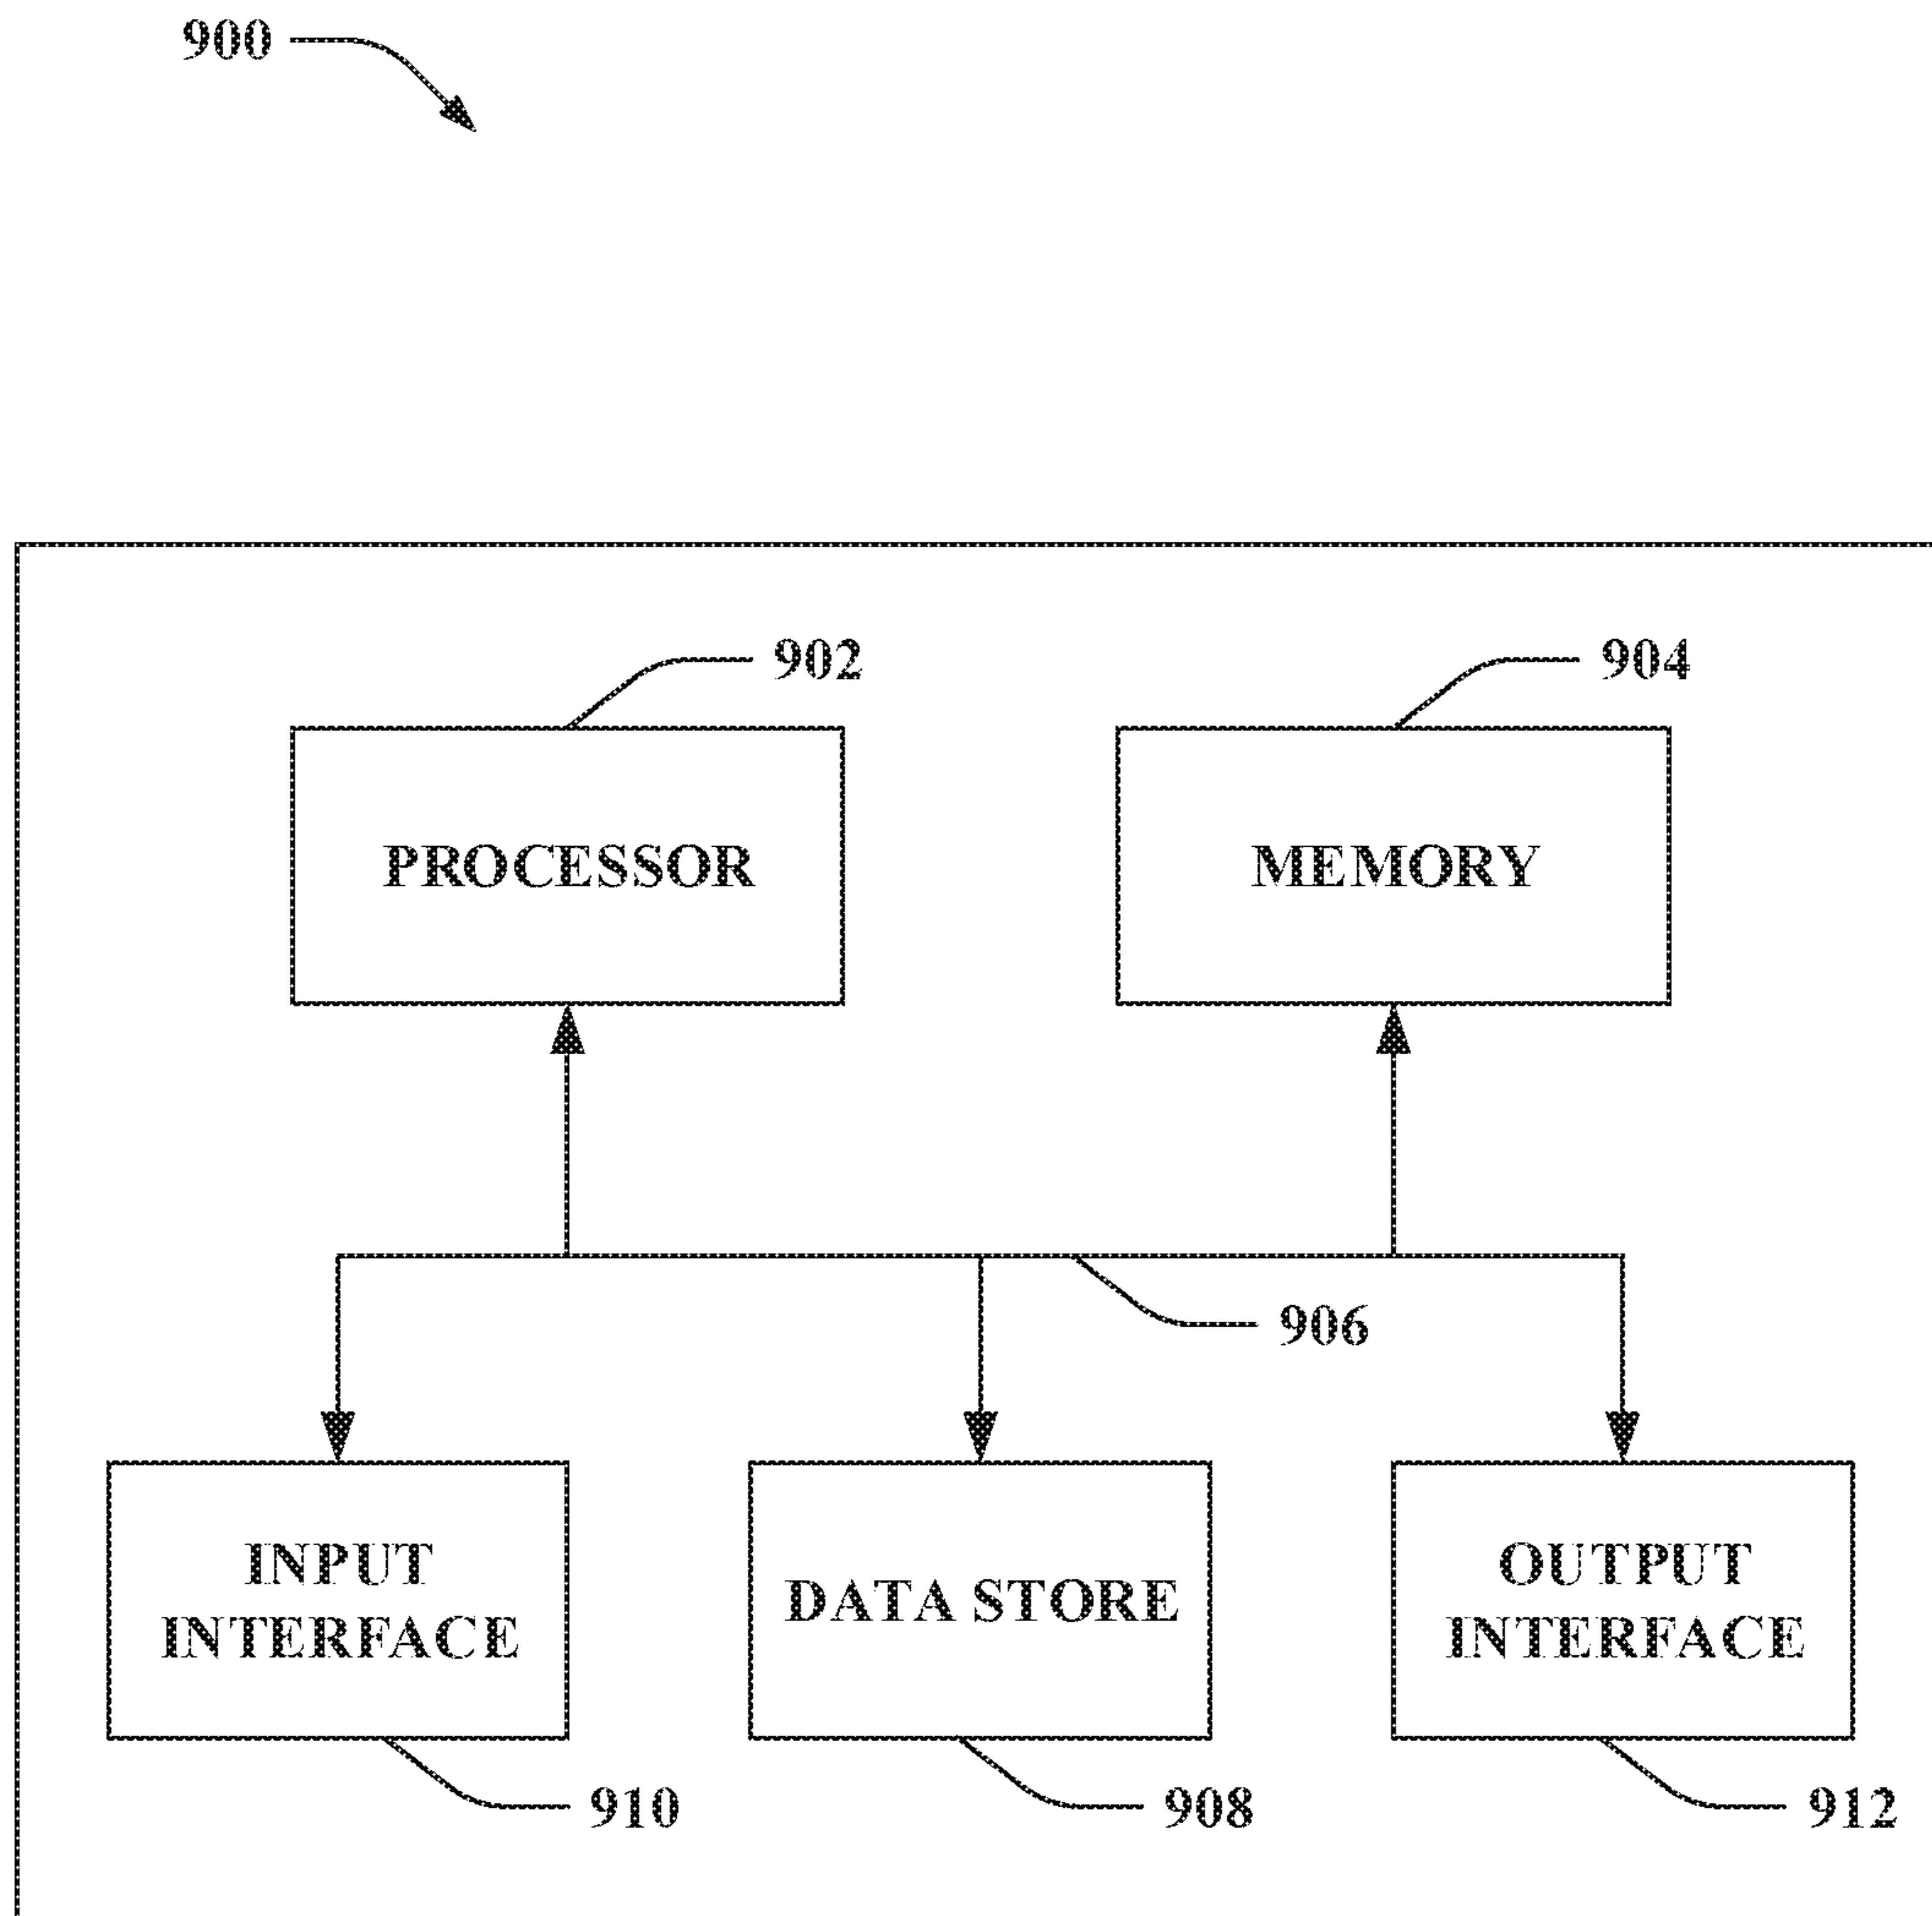 900
902
904
PROCESSOR
MEMORY
906
INPUT
INTERFACE
DATA STORE
OUTPUT
INTERFACE
910
908
912